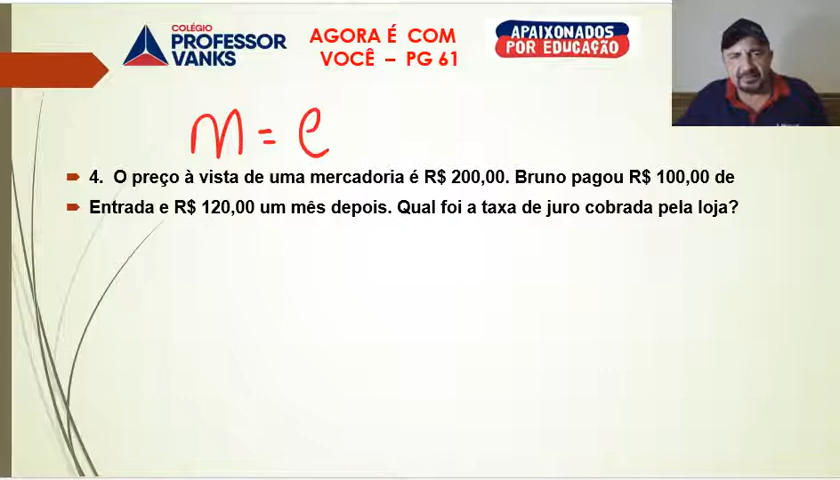 COLÉGIO
PROFESSOR
VANKS
AGORA É COM
VOCÊ – PG 61
APAIXONADOS
POR EDUCAÇÃO
M = C
4. O preço à vista de uma mercadoria é R$ 200,00. Bruno pagou R$ 100,00 de
Entrada e R$ 120,00 um mês depois. Qual foi a taxa de juro cobrada pela loja?